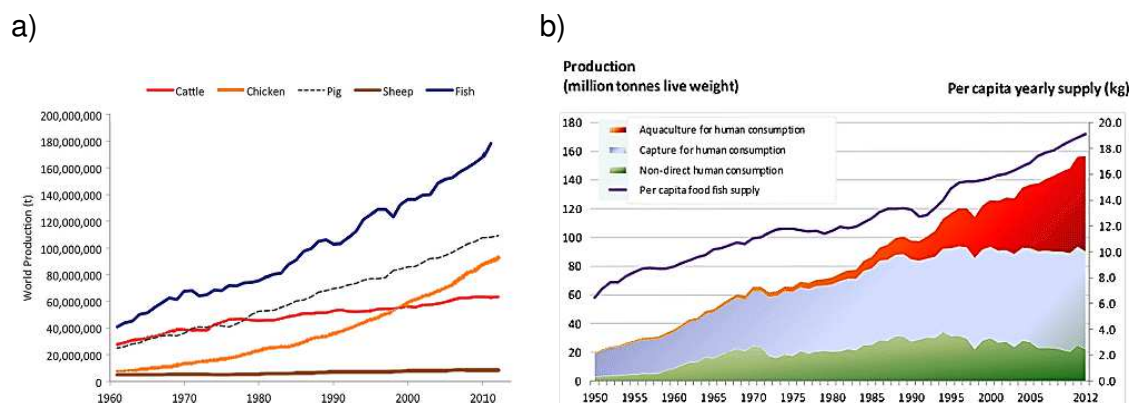 a)
Cattle Chicken Pig Sheep Fish
World Production (t)
200,000,000
180,000,000
160,000,000
140,000,000
120,000,000
100,000,000
80,000,000
60,000,000
40,000,000
20,000,000
0
1960 1970 1980 1990 2000 2010
b)
Production
(million tonnes live weight)
Per capita yearly supply (kg)
Aquaculture for human consumption
Capture for human consumption
Non-direct human consumption
Per capita food fish supply
180
160
140
120
100
80
60
40
20
0
20.0
18.0
16.0
14.0
12.0
10.0
8.0
6.0
4.0
2.0
0.0
1950 1955 1960 1965 1970 1975 1980 1985 1990 1995 2000 2005 2012